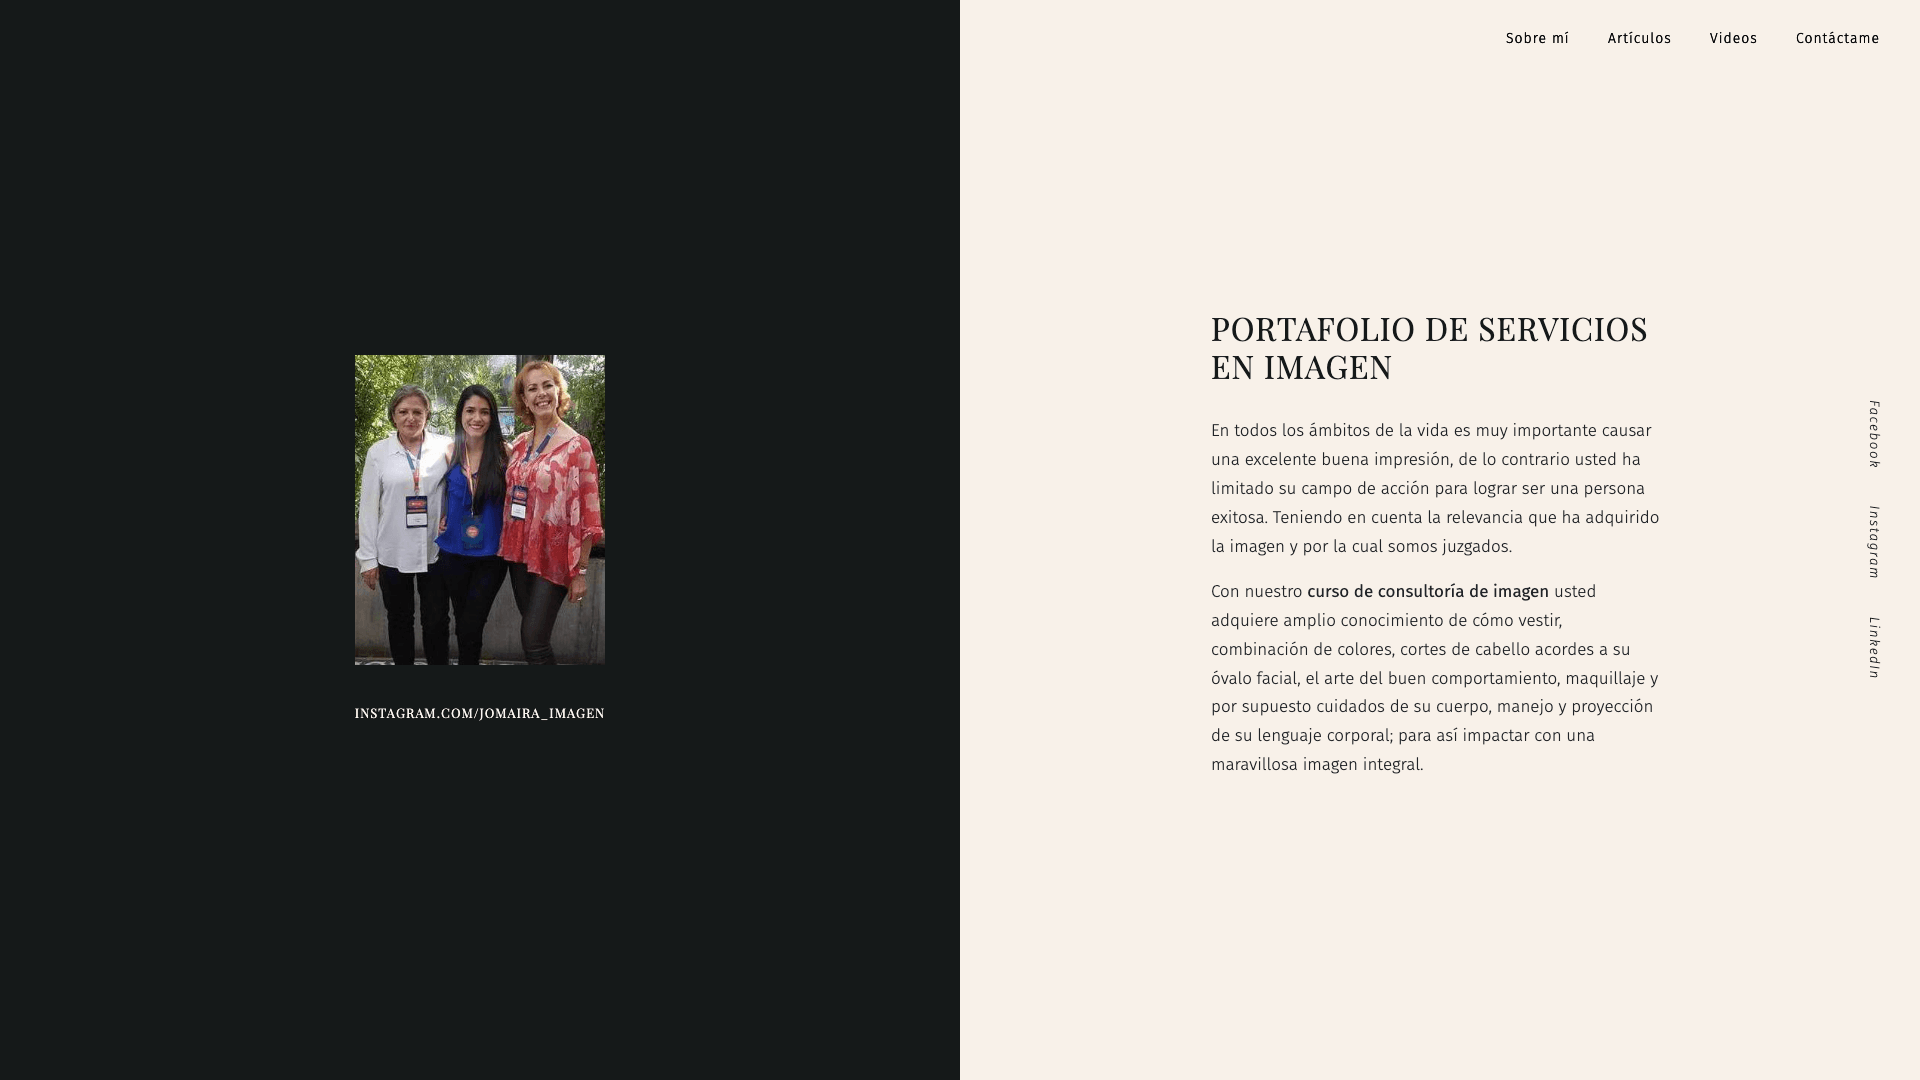 Sobre mí
Artículos
Videos
Contáctame
INSTAGRAM.COM/JOMAIRA_IMAGEN
PORTAFOLIO DE SERVICIOS
EN IMAGEN
En todos los ámbitos de la vida es muy importante causar
una excelente buena impresión, de lo contrario usted ha
limitado su campo de acción para lograr ser una persona
exitosa. Teniendo en cuenta la relevancia que ha adquirido
la imagen y por la cual somos juzgados.
Con nuestro curso de consultoría de imagen usted
adquiere amplio conocimiento de cómo vestir,
combinación de colores, cortes de cabello acordes a su
óvalo facial, el arte del buen comportamiento, maquillaje y
por supuesto cuidados de su cuerpo, manejo y proyección
de su lenguaje corporal; para así impactar con una
maravillosa imagen integral.
Facebook
Instagram
LinkedIn